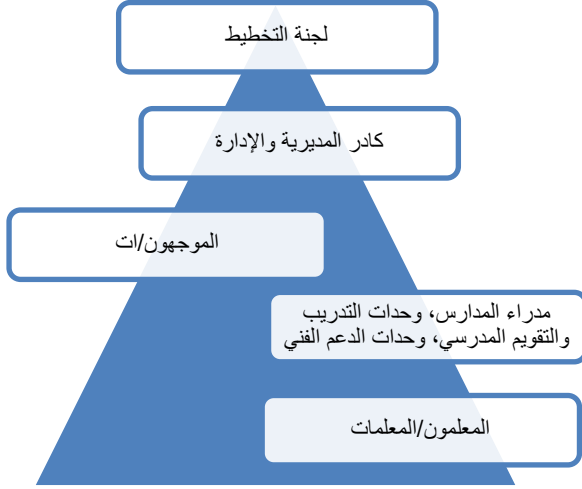 لجنة التخطيط
كادر المديرية والإدارة
الموجهون/ات
مدراء المدارس، وحدات التدريب
والتقويم المدرسي، وحدات الدعم الفني
المعلمون/المعلمات